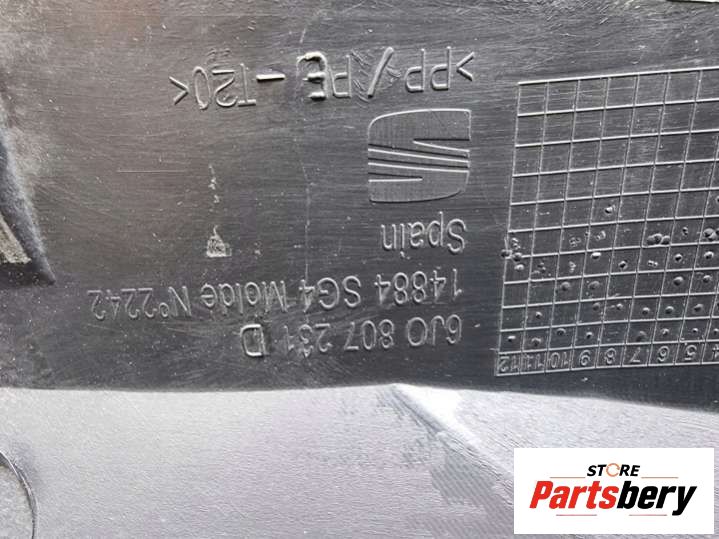 6J0 807 231 D
14884 SG4 Molde Nº2242
Spain
>PP/PE-T20<
12 11 10 9 8 7 6 5 4
STORE
Partsbery